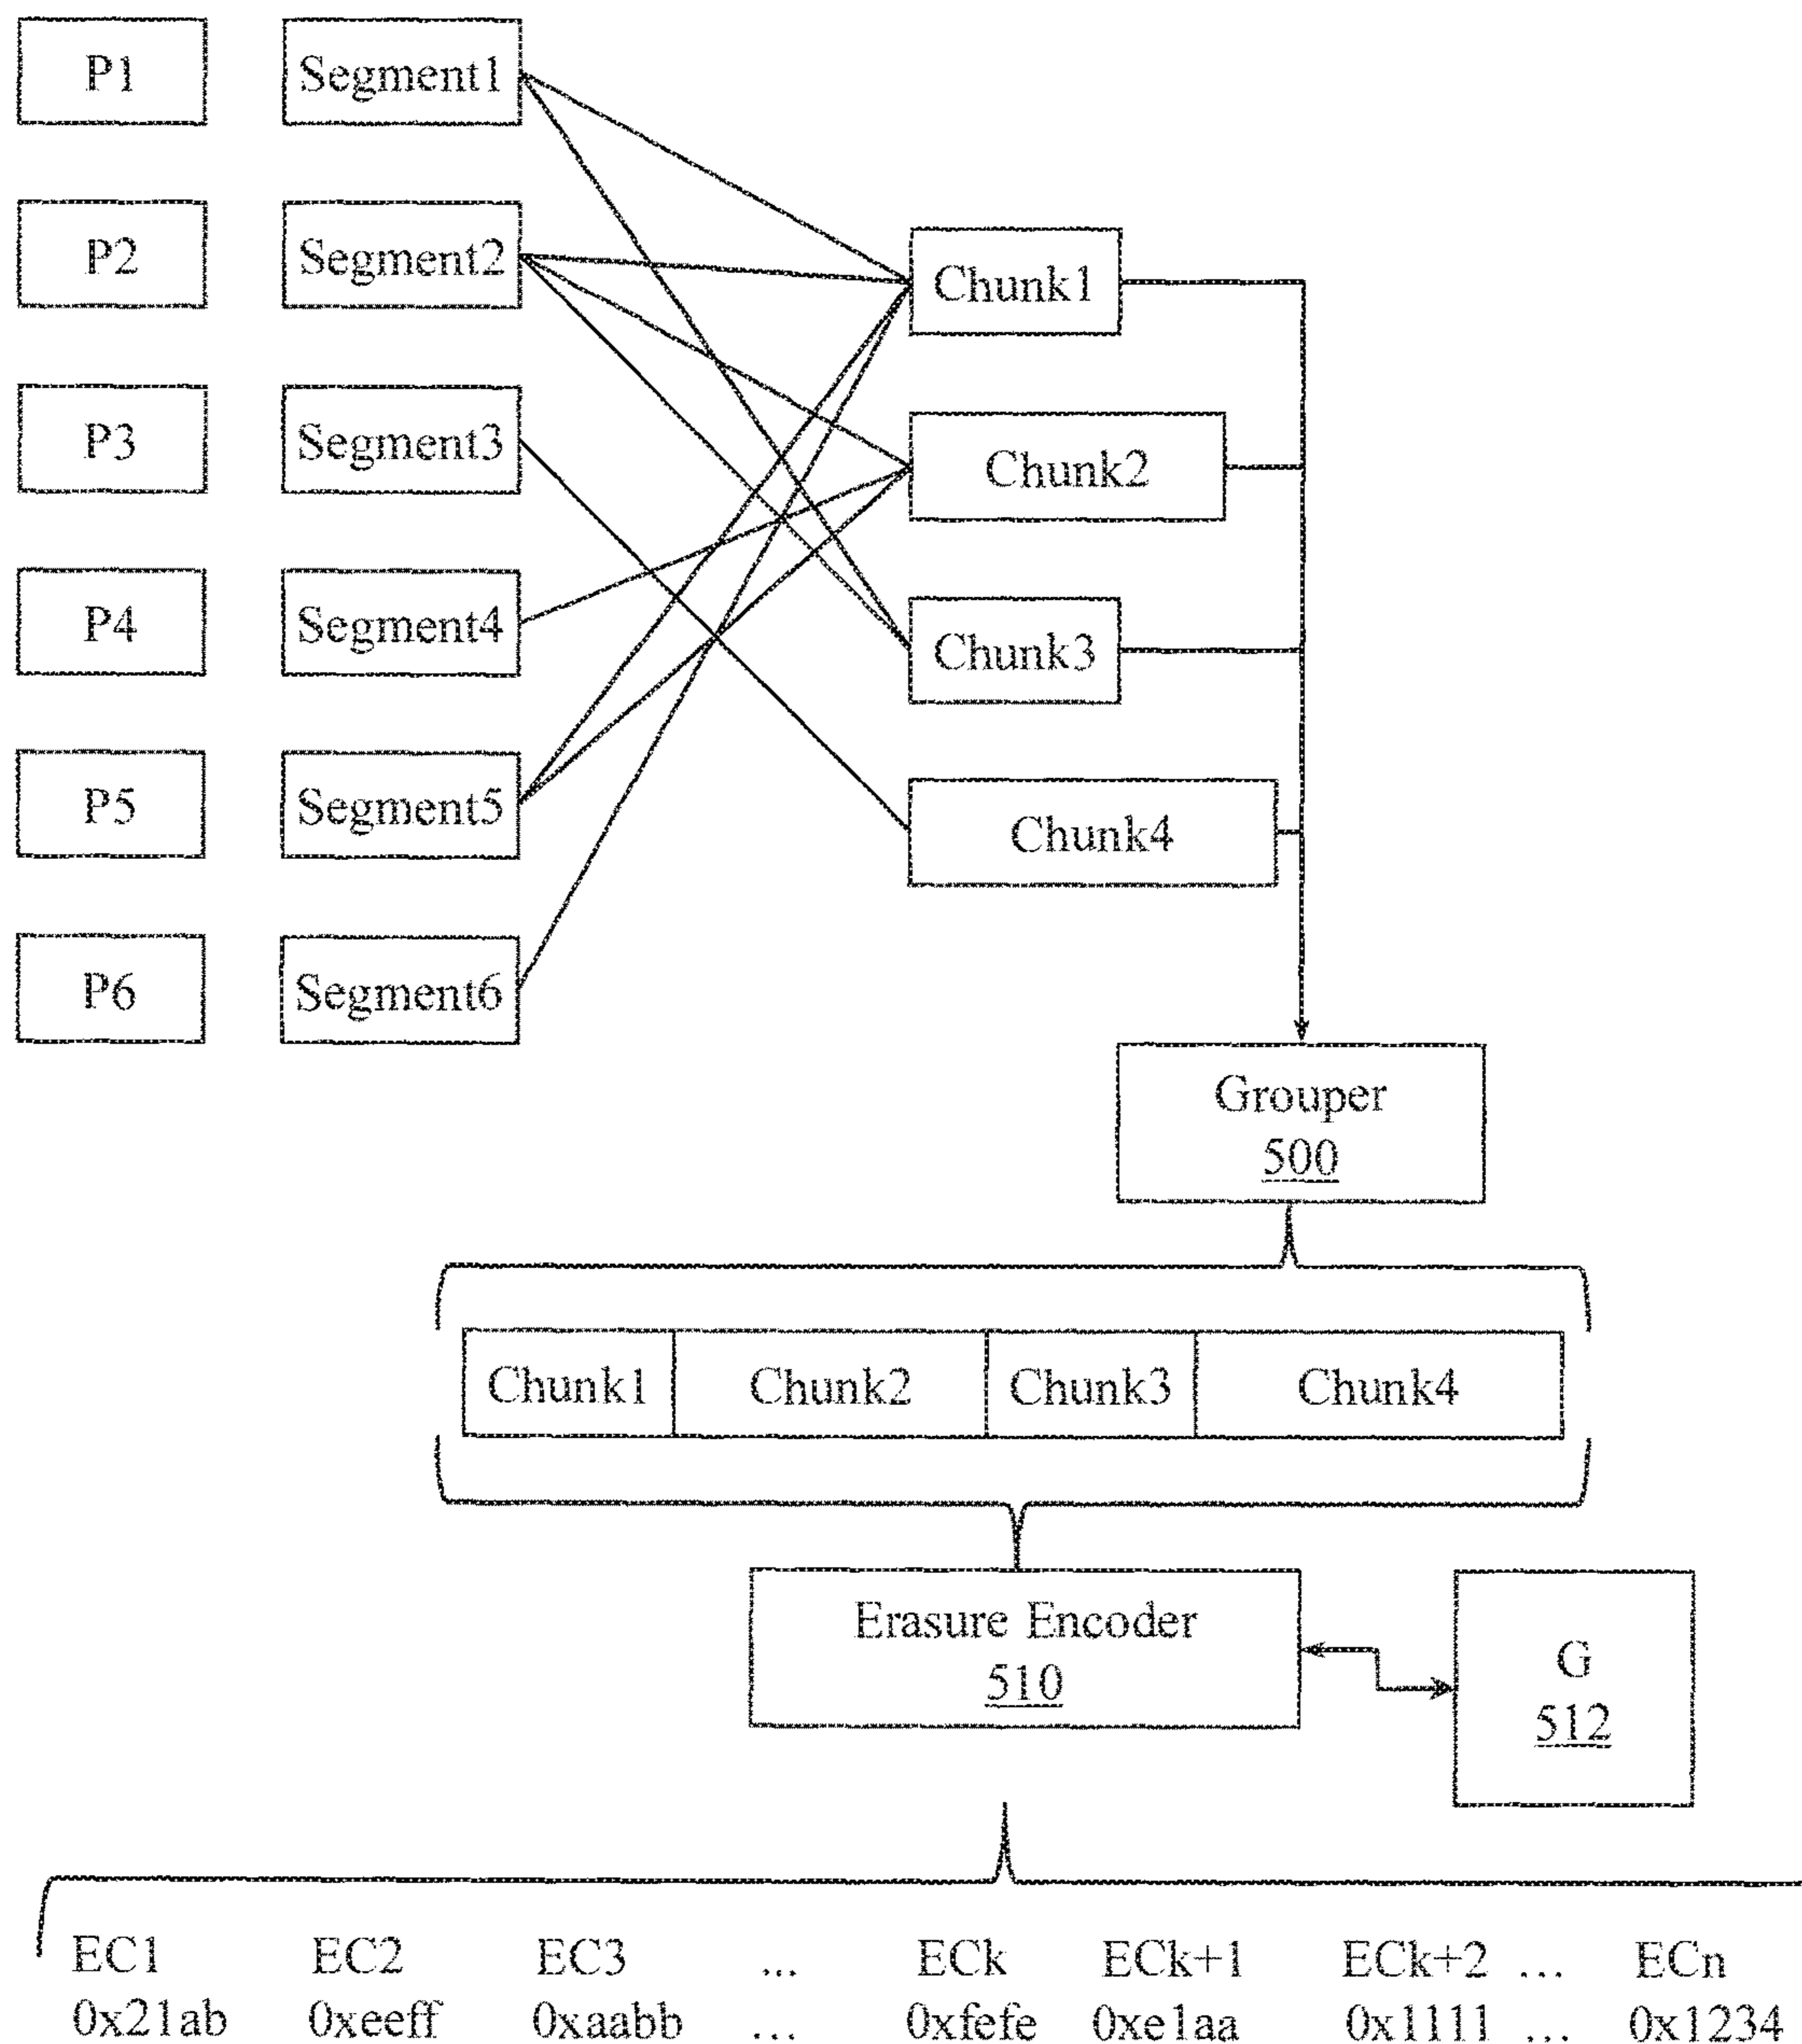 P1 Segment1
P2 Segment2
Chunk1
P3 Segment3
Chunk2
P4 Segment4
Chunk3
P5 Segment5
Chunk4
P6 Segment6
Grouper
500
Chunk1 Chunk2 Chunk3 Chunk4
Erasure Encoder
510
G
512
EC1 EC2 EC3 ... ECk ECk+1 ECk+2 ... ECn
0x21ab 0xeeff 0xaabb ... 0xfefe 0xe1aa 0x1111 ... 0x1234